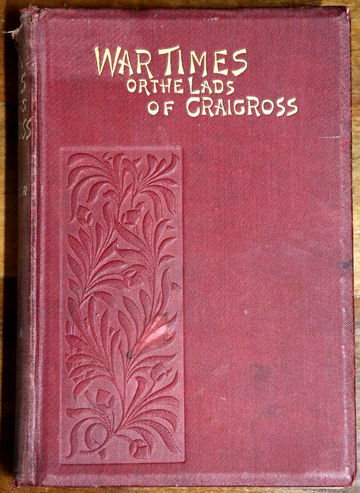 WAR TIMES
OR THE LADS
OF CRAIGROSS